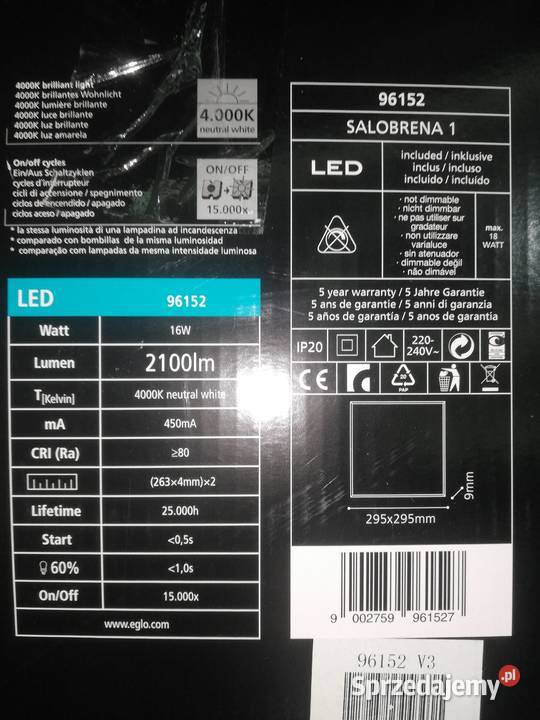 4000K brilliant light
4000K brillantes Wohnlicht
4000K lumière brillante
4000K luce brillante
4000K luz brillante
4000K luz amarela
4.000K
neutral white
On/off cycles
Ein/Aus Schaltzyklen
cycles d'interrupteur
cicli di accensione / spegnimento
ciclos de encendido / apagado
ciclos aceso / apagado
ON/OFF
15.000x
* la stessa luminosità di una lampadina ad incandescenza
* comparado con bombillas de la misma luminosidad
* comparação com lampadas da mesma intensidade luminosa
LED 96152
Watt 16W
Lumen 2100lm
T[Kelvin] 4000K neutral white
mA 450mA
CRI (Ra) ≥80
(263×4mm)×2
Lifetime 25.000h
Start <0,5s
60% <1,0s
On/Off 15.000x
www.eglo.com
96152
SALOBRENA 1
LED
included / inklusive
inclus / incluso
incluido / incluído
· not dimmable
· nicht dimmbar
· ne pas utiliser sur
gradateur
· non utilizzare
varialuce
· sin atenuador
· dimmable değil
· não dimável
max.
18
WATT
5 year warranty / 5 Jahre Garantie
5 ans de garantie / 5 anni di garanzia
5 años de garantía / 5 anos de garantia
IP20
220-
240V~
CE
20
PAP
9mm
295x295mm
9 002759 961527
96152 V3
Sprzedajemy.pl